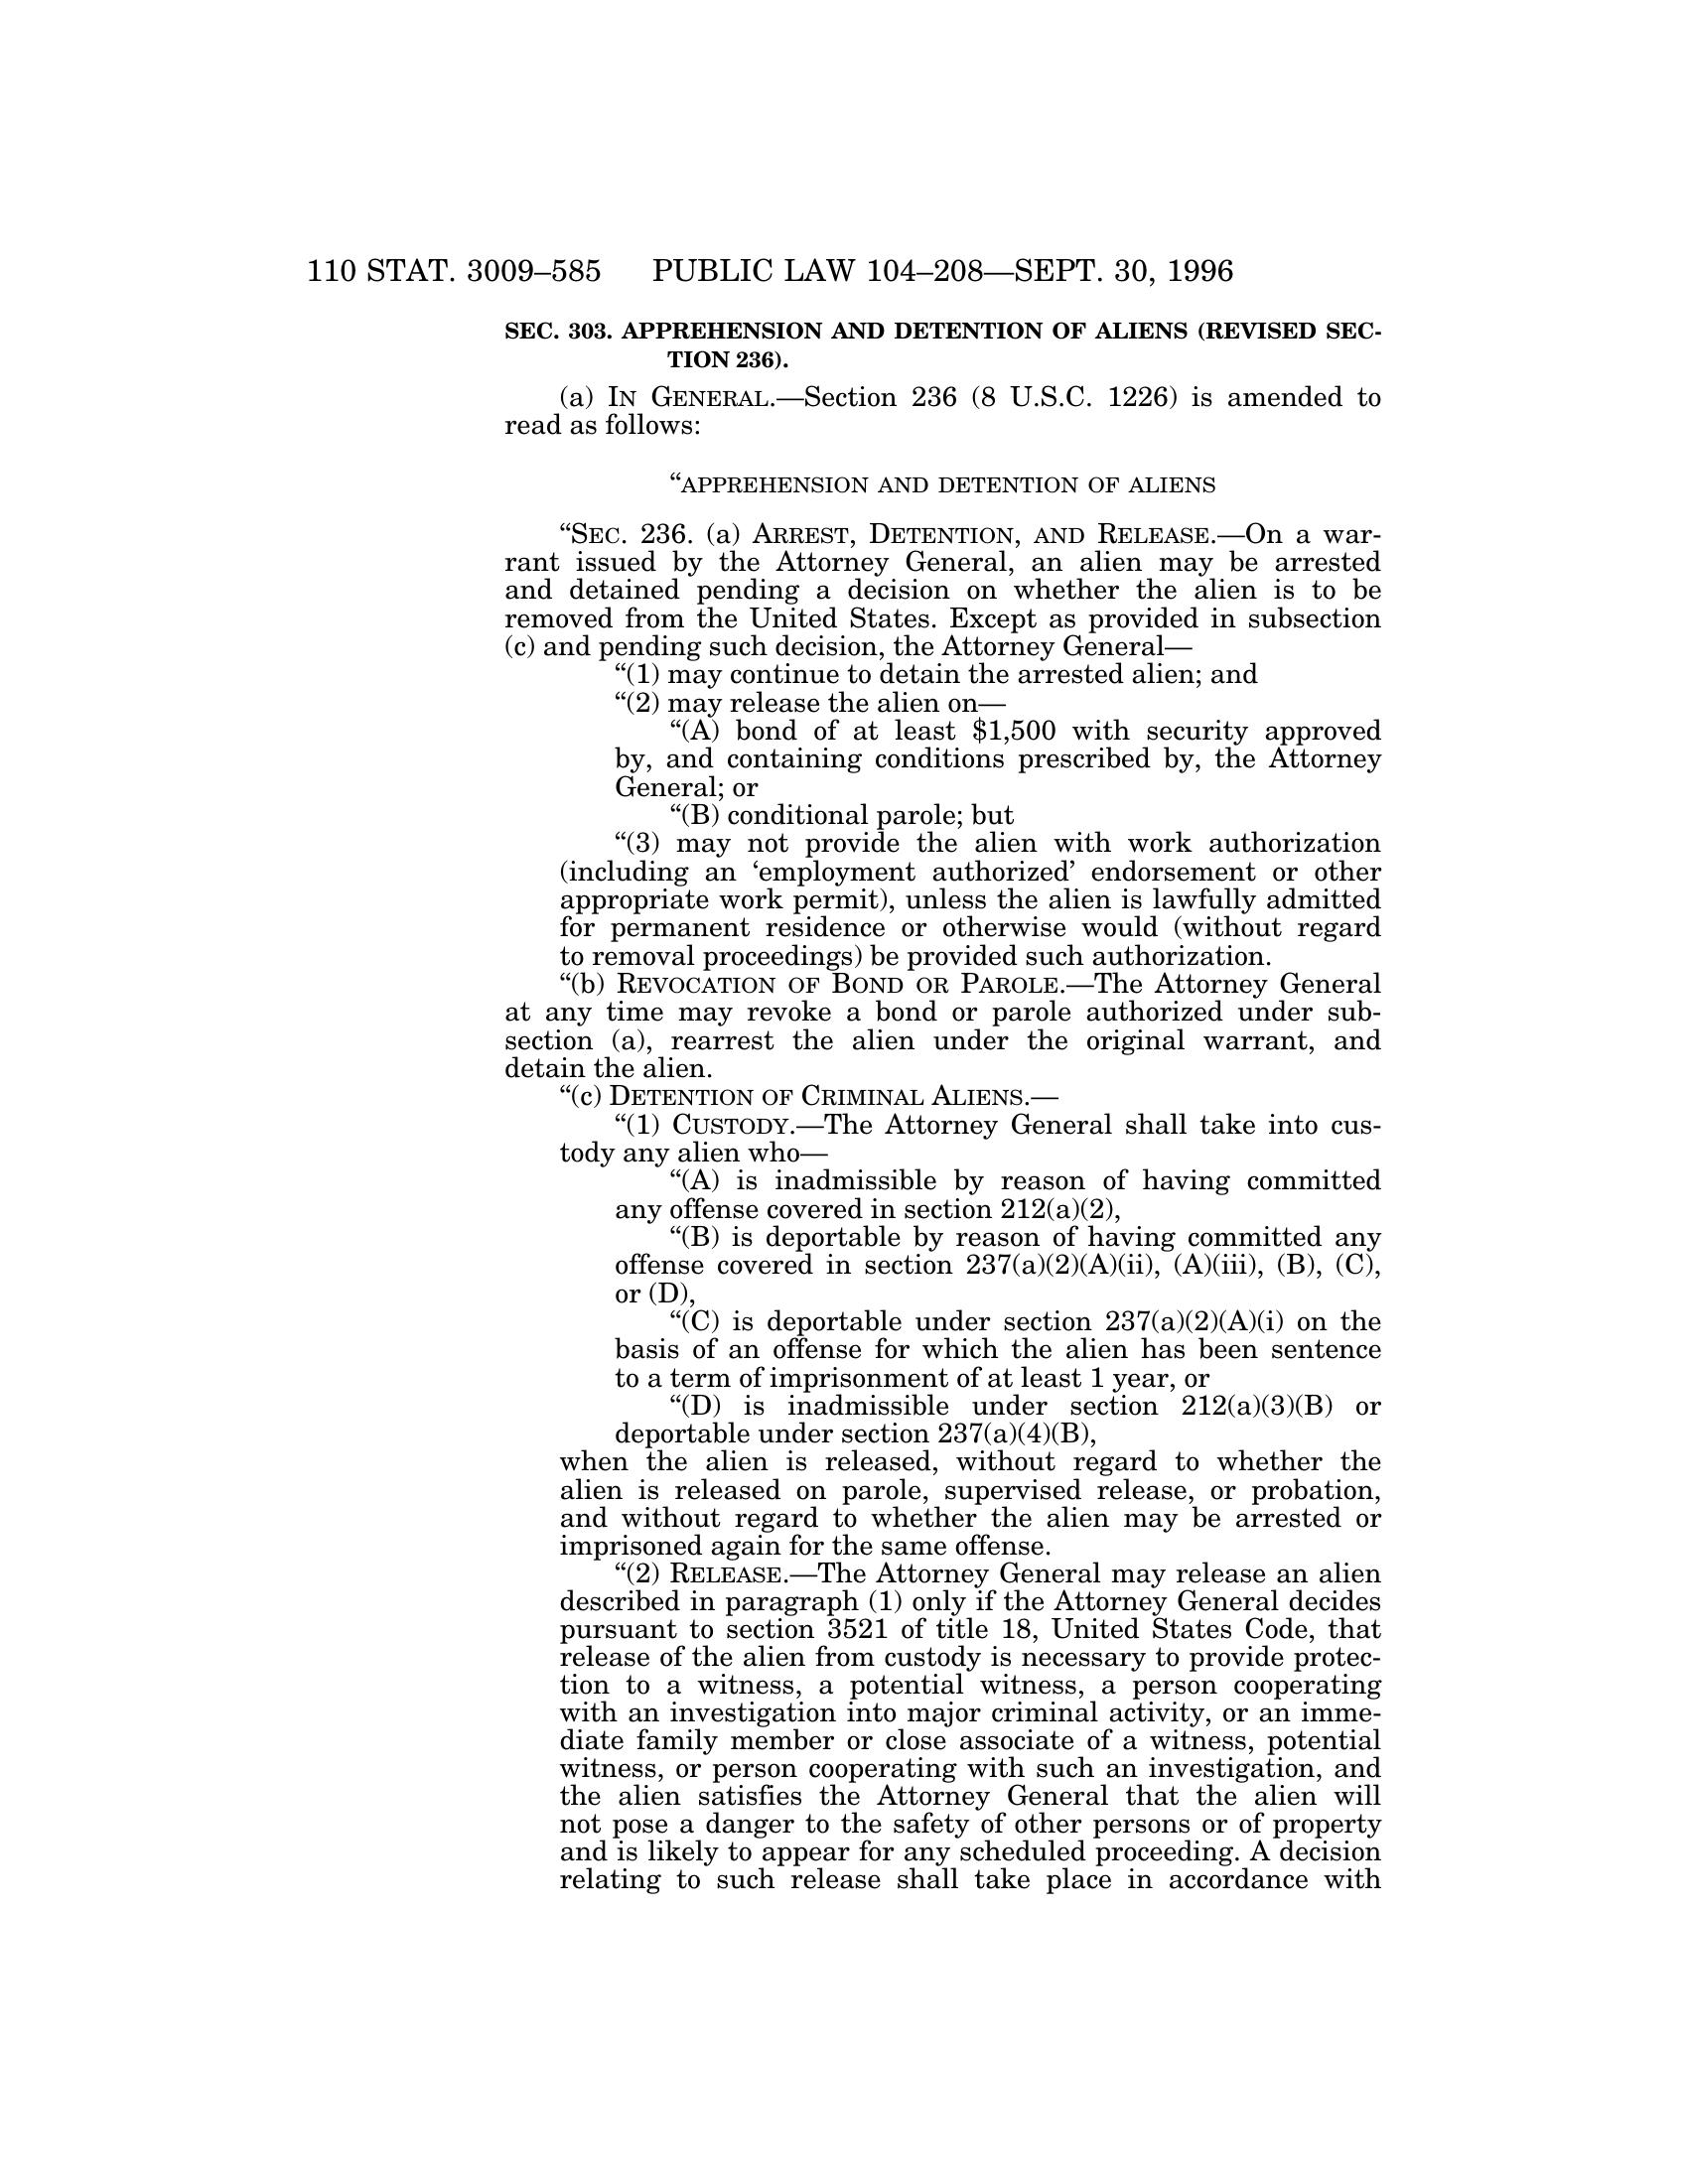 110 STAT. 3009–585 PUBLIC LAW 104–208—SEPT. 30, 1996
SEC. 303. APPREHENSION AND DETENTION OF ALIENS (REVISED SEC-
TION 236).
(a) IN GENERAL.—Section 236 (8 U.S.C. 1226) is amended to
read as follows:
“APPREHENSION AND DETENTION OF ALIENS
“SEC. 236. (a) ARREST, DETENTION, AND RELEASE.—On a war-
rant issued by the Attorney General, an alien may be arrested
and detained pending a decision on whether the alien is to be
removed from the United States. Except as provided in subsection
(c) and pending such decision, the Attorney General—
“(1) may continue to detain the arrested alien; and
“(2) may release the alien on—
“(A) bond of at least $1,500 with security approved
by, and containing conditions prescribed by, the Attorney
General; or
“(B) conditional parole; but
“(3) may not provide the alien with work authorization
(including an ‘employment authorized’ endorsement or other
appropriate work permit), unless the alien is lawfully admitted
for permanent residence or otherwise would (without regard
to removal proceedings) be provided such authorization.
“(b) REVOCATION OF BOND OR PAROLE.—The Attorney General
at any time may revoke a bond or parole authorized under sub-
section (a), rearrest the alien under the original warrant, and
detain the alien.
“(c) DETENTION OF CRIMINAL ALIENS.—
“(1) CUSTODY.—The Attorney General shall take into cus-
tody any alien who—
“(A) is inadmissible by reason of having committed
any offense covered in section 212(a)(2),
“(B) is deportable by reason of having committed any
offense covered in section 237(a)(2)(A)(ii), (A)(iii), (B), (C),
or (D),
“(C) is deportable under section 237(a)(2)(A)(i) on the
basis of an offense for which the alien has been sentence
to a term of imprisonment of at least 1 year, or
“(D) is inadmissible under section 212(a)(3)(B) or
deportable under section 237(a)(4)(B),
when the alien is released, without regard to whether the
alien is released on parole, supervised release, or probation,
and without regard to whether the alien may be arrested or
imprisoned again for the same offense.
“(2) RELEASE.—The Attorney General may release an alien
described in paragraph (1) only if the Attorney General decides
pursuant to section 3521 of title 18, United States Code, that
release of the alien from custody is necessary to provide protec-
tion to a witness, a potential witness, a person cooperating
with an investigation into major criminal activity, or an imme-
diate family member or close associate of a witness, potential
witness, or person cooperating with such an investigation, and
the alien satisfies the Attorney General that the alien will
not pose a danger to the safety of other persons or of property
and is likely to appear for any scheduled proceeding. A decision
relating to such release shall take place in accordance with